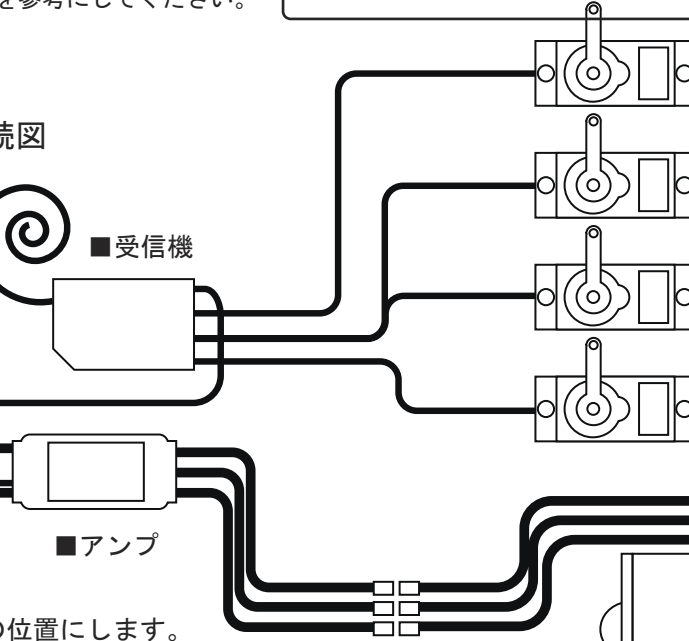 を参考にしてください。
続図
■受信機
■アンプ
の位置にします。